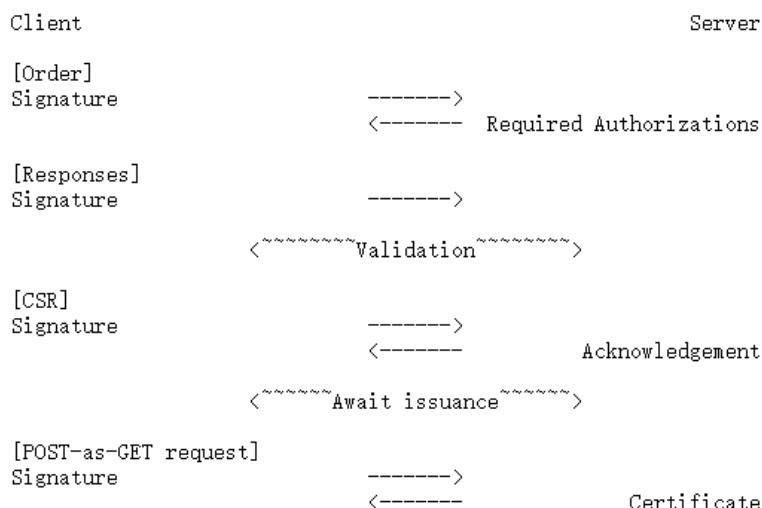 Client                                                 Server

[Order]
Signature                     ------->
                              <-------  Required Authorizations

[Responses]
Signature                     ------->

                    <~~~~~~~~Validation~~~~~~~~>

[CSR]
Signature                     ------->
                              <-------          Acknowledgement

                    <~~~~~~Await issuance~~~~~~>

[POST-as-GET request]
Signature                     ------->
                              <-------              Certificate